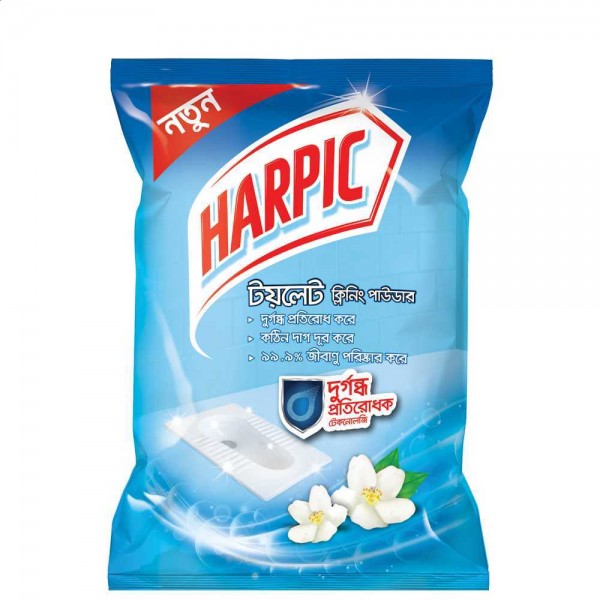 নতুন
HARPIC
টয়লেট ক্লিনিং পাউডার
দুর্গন্ধ প্রতিরোধ করে
কঠিন দাগ দূর করে
৯৯.৯% জীবাণু পরিষ্কার করে
দুর্গন্ধ
প্রতিরোধক
টেকনোলজি